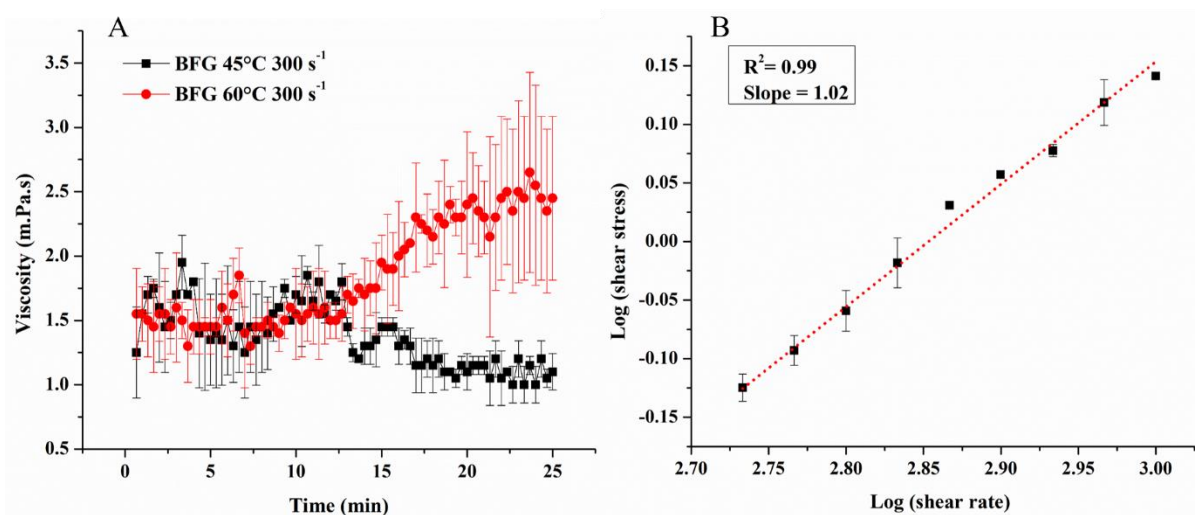 A
BFG 45°C 300 s⁻¹
BFG 60°C 300 s⁻¹
Viscosity (m.Pa.s)
3.5
3.0
2.5
2.0
1.5
1.0
0.5
0 5 10 15 20 25
Time (min)
B
R²= 0.99
Slope = 1.02
Log (shear stress)
0.15
0.10
0.05
0.00
-0.05
-0.10
-0.15
2.70 2.75 2.80 2.85 2.90 2.95 3.00
Log (shear rate)